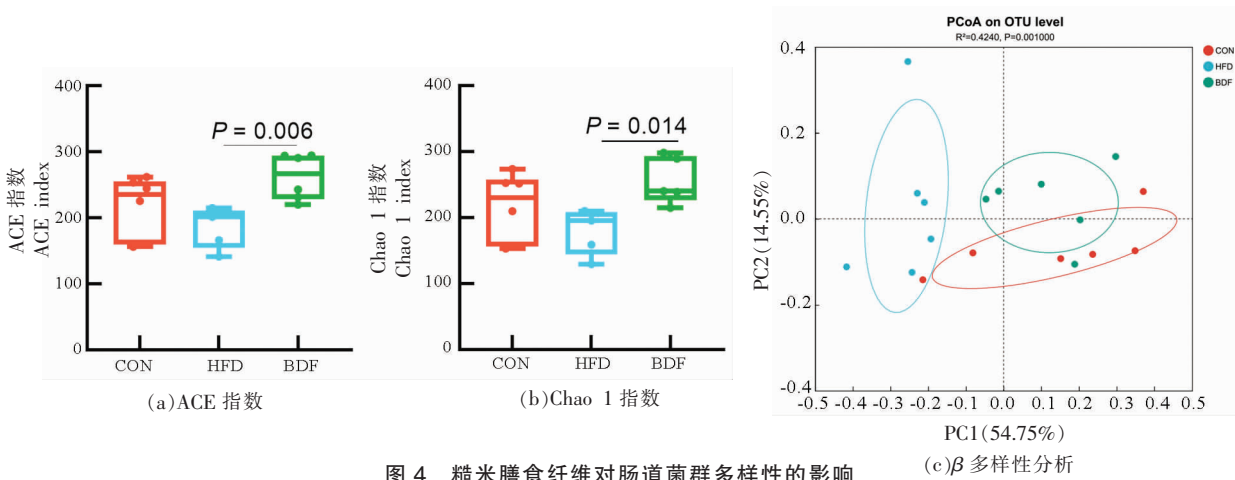 400
300
200
100
0
ACE 指数
ACE index
P = 0.006
CON HFD BDF
(a)ACE 指数
400
300
200
100
0
Chao 1 指数
Chao 1 index
P = 0.014
CON HFD BDF
(b)Chao 1 指数
PCoA on OTU level
R²=0.4240, P=0.001000
CON
HFD
BDF
0.4
0.2
0.0
-0.2
-0.4
PC2(14.55%)
-0.5 -0.4 -0.3 -0.2 -0.1 0.0 0.1 0.2 0.3 0.4 0.5
PC1(54.75%)
(c)β 多样性分析
图 4 糙米膳食纤维对肠道菌群多样性的影响